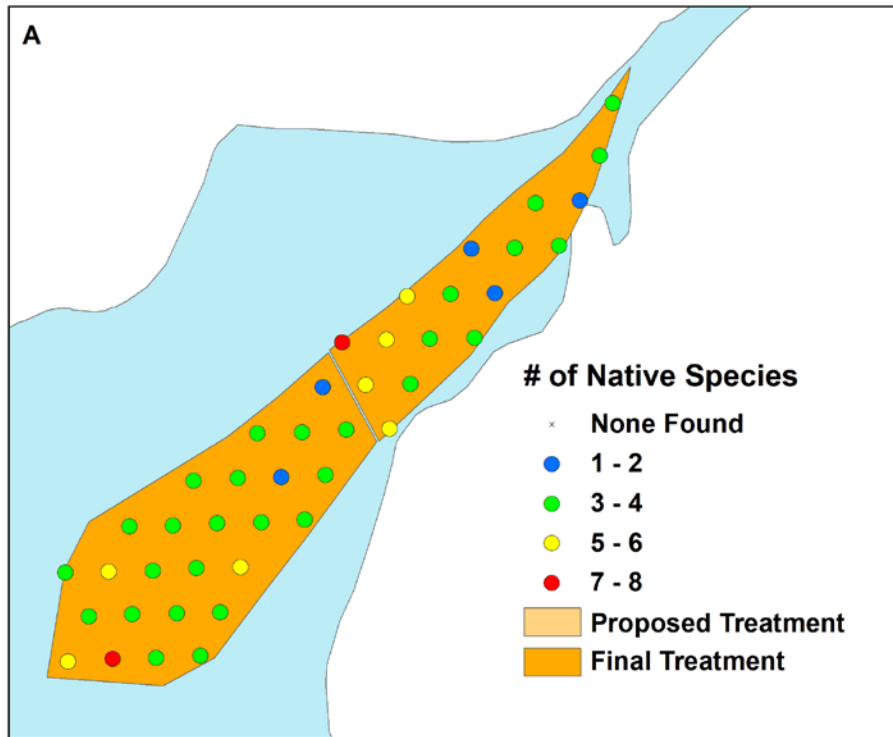 A
# of Native Species
× None Found
1 - 2
3 - 4
5 - 6
7 - 8
Proposed Treatment
Final Treatment